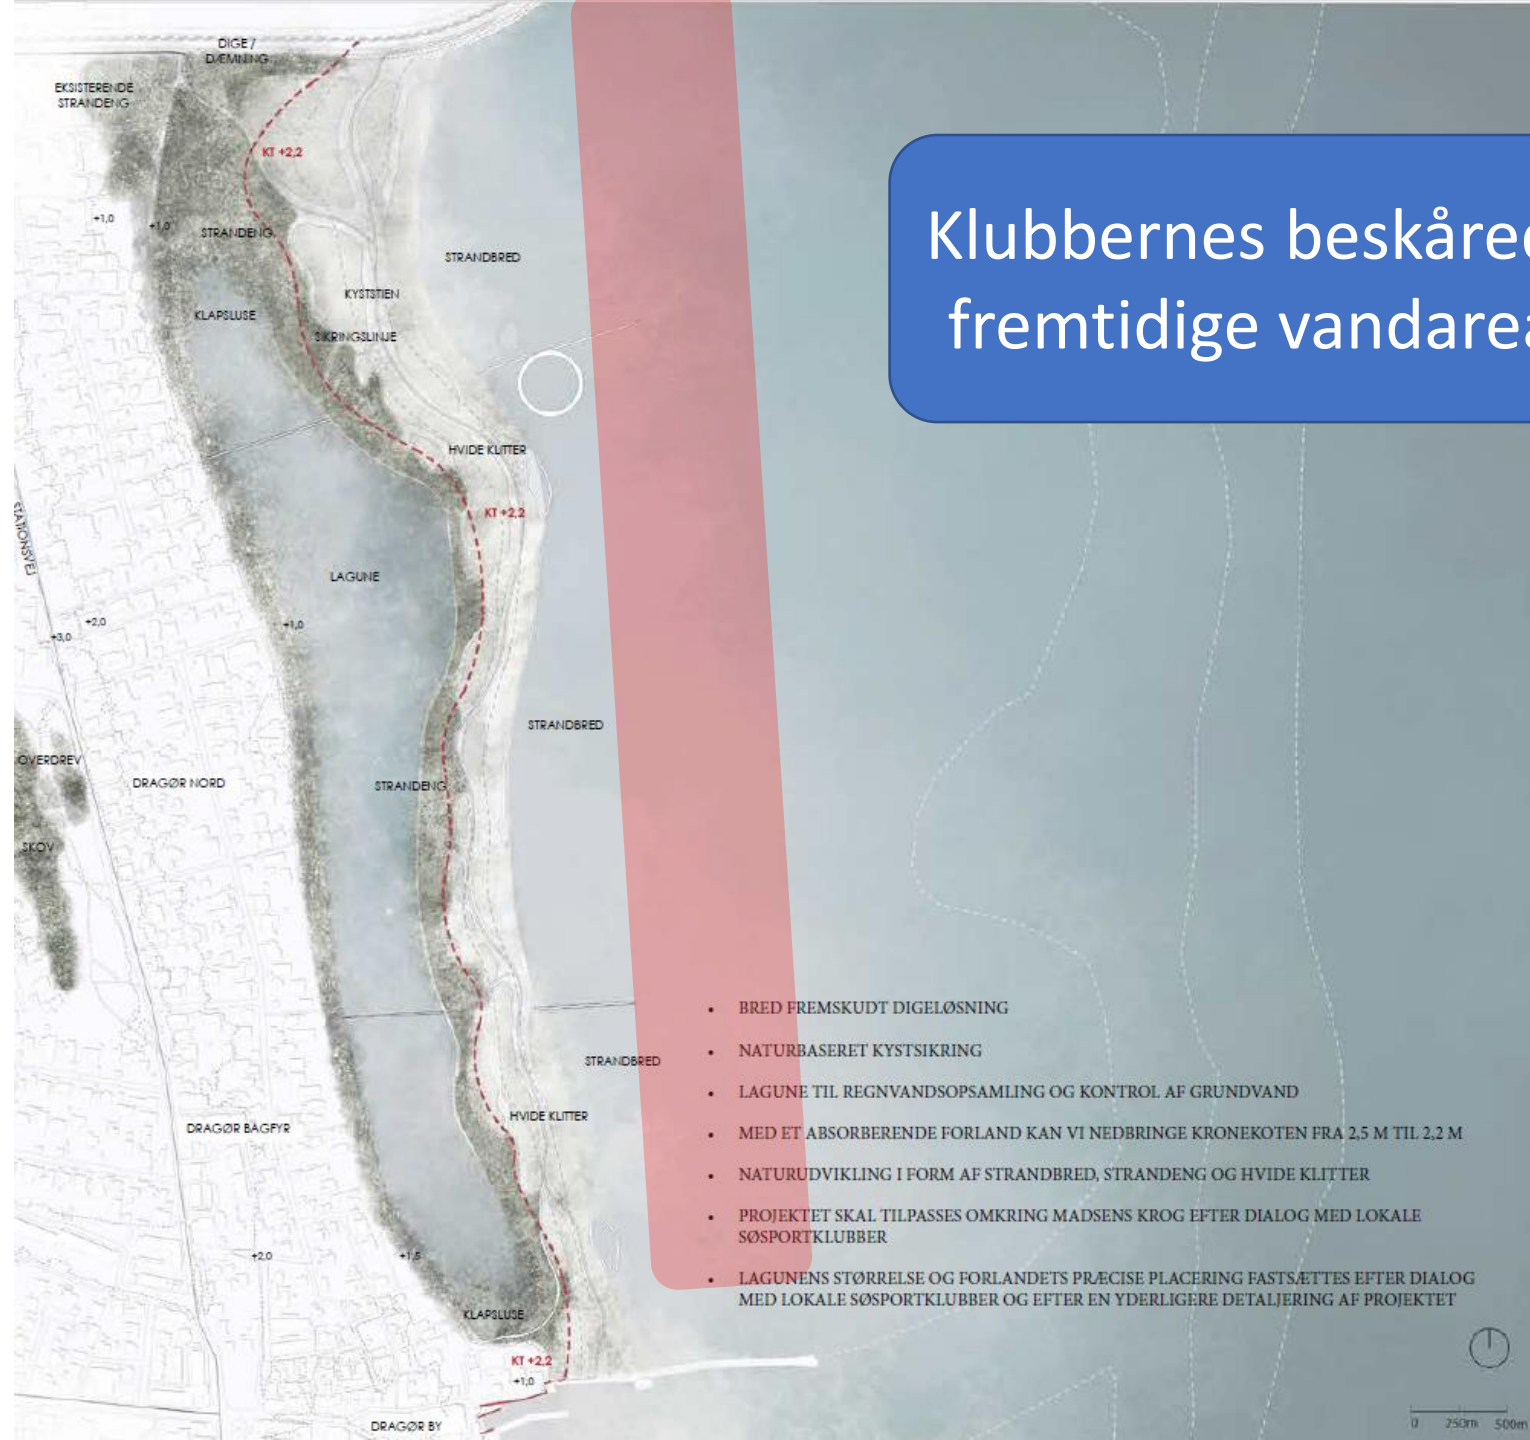 DIGE /
DÆMNING
EKSISTERENDE
STRANDENG
KT +2,2
+1,0
+1,0
STRANDENG
STRANDBRED
Klubbernes beskåred
fremtidige vandarea
KYSTSTIEN
KLAPSLUSE
SIKRINGSLINJE
HVIDE KLITTER
KT +2,2
STATIONSVEJ
LAGUNE
+2,0
+3,0
+1,0
STRANDBRED
OVERDREV
DRAGØR NORD
STRANDENG
SKOV
• BRED FREMSKUDT DIGELØSNING
• NATURBASERET KYSTSIKRING
STRANDBRED
• LAGUNE TIL REGNVANDSOPSAMLING OG KONTROL AF GRUNDVAND
HVIDE KLITTER
DRAGØR BAGFYR
• MED ET ABSORBERENDE FORLAND KAN VI NEDBRINGE KRONEKOTEN FRA 2,5 M TIL 2,2 M
• NATURUDVIKLING I FORM AF STRANDBRED, STRANDENG OG HVIDE KLITTER
• PROJEKTET SKAL TILPASSES OMKRING MADSENS KROG EFTER DIALOG MED LOKALE
SØSPORTKLUBBER
+2,0
+1,5
• LAGUNENS STØRRELSE OG FORLANDETS PRÆCISE PLACERING FASTSÆTTES EFTER DIALOG
MED LOKALE SØSPORTKLUBBER OG EFTER EN YDERLIGERE DETALJERING AF PROJEKTET
KLAPSLUSE
KT +2,2
+1,0
DRAGØR BY
0 250m 500m